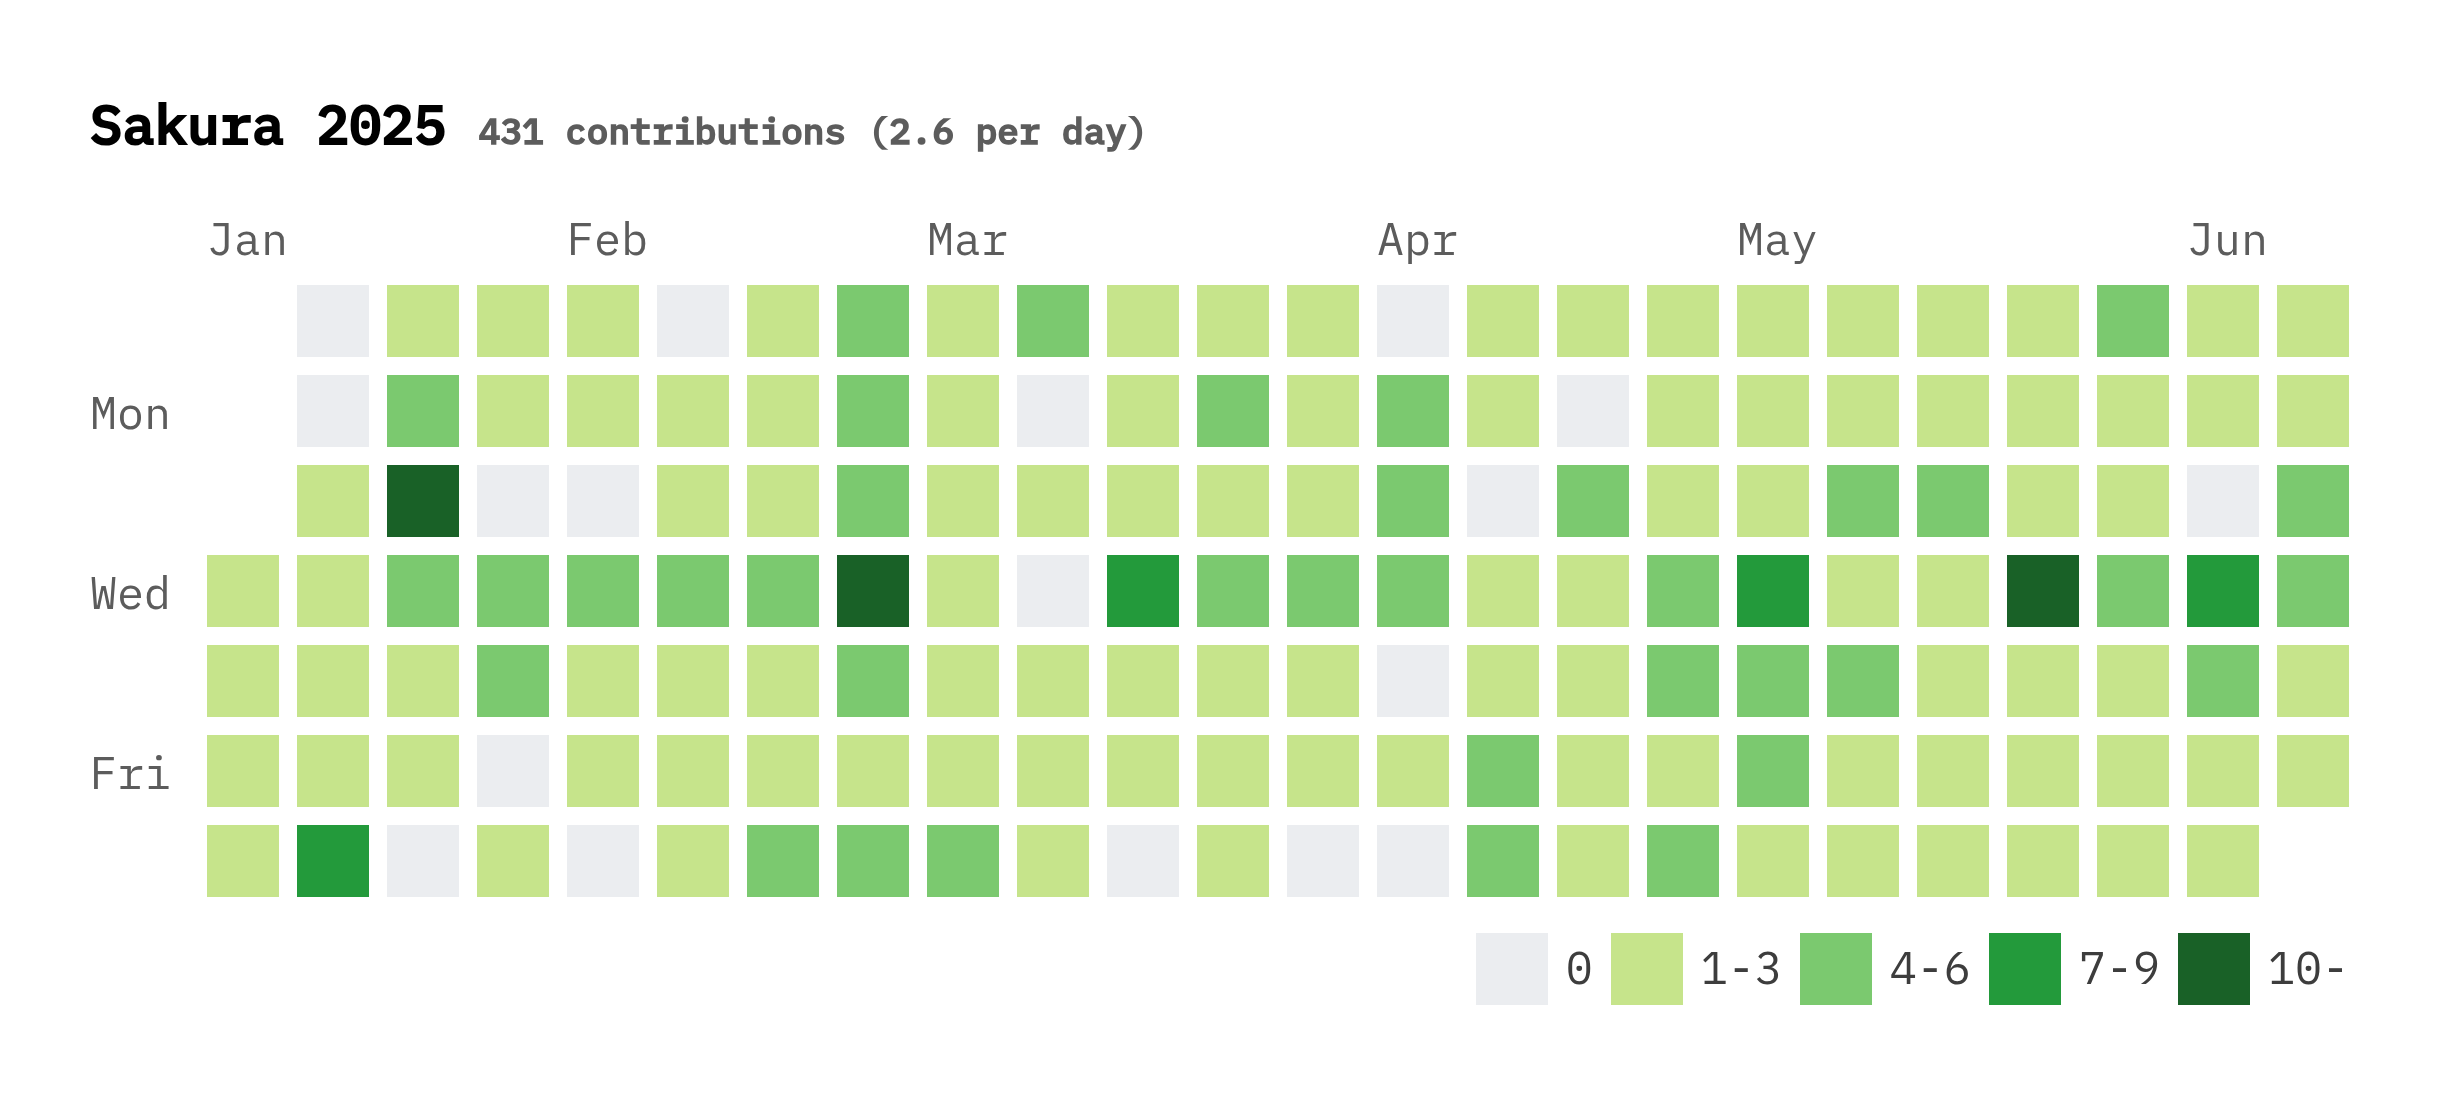 Sakura 2025 431 contributions (2.6 per day)
Jan Feb Mar Apr May Jun
Mon
Wed
Fri
0 1-3 4-6 7-9 10-